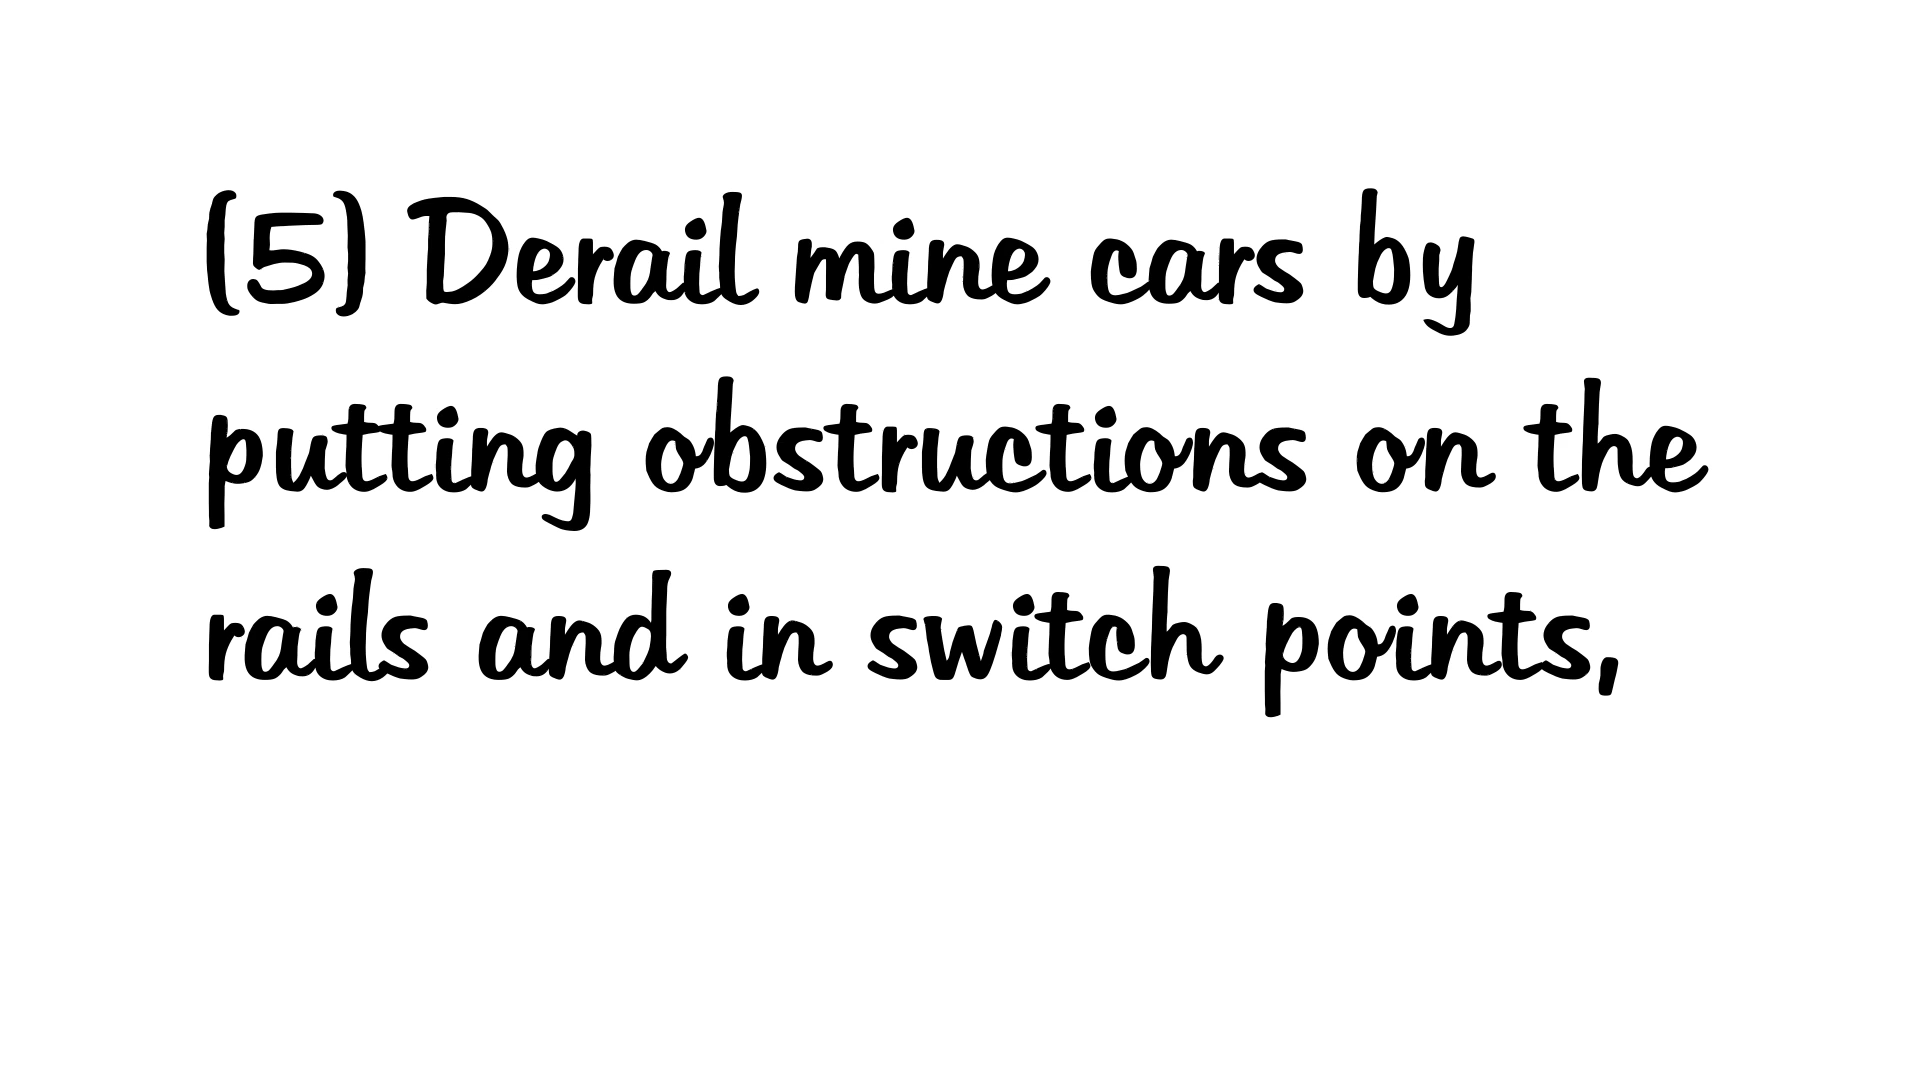 (5) Derail mine cars by
putting obstructions on the
rails and in switch points,